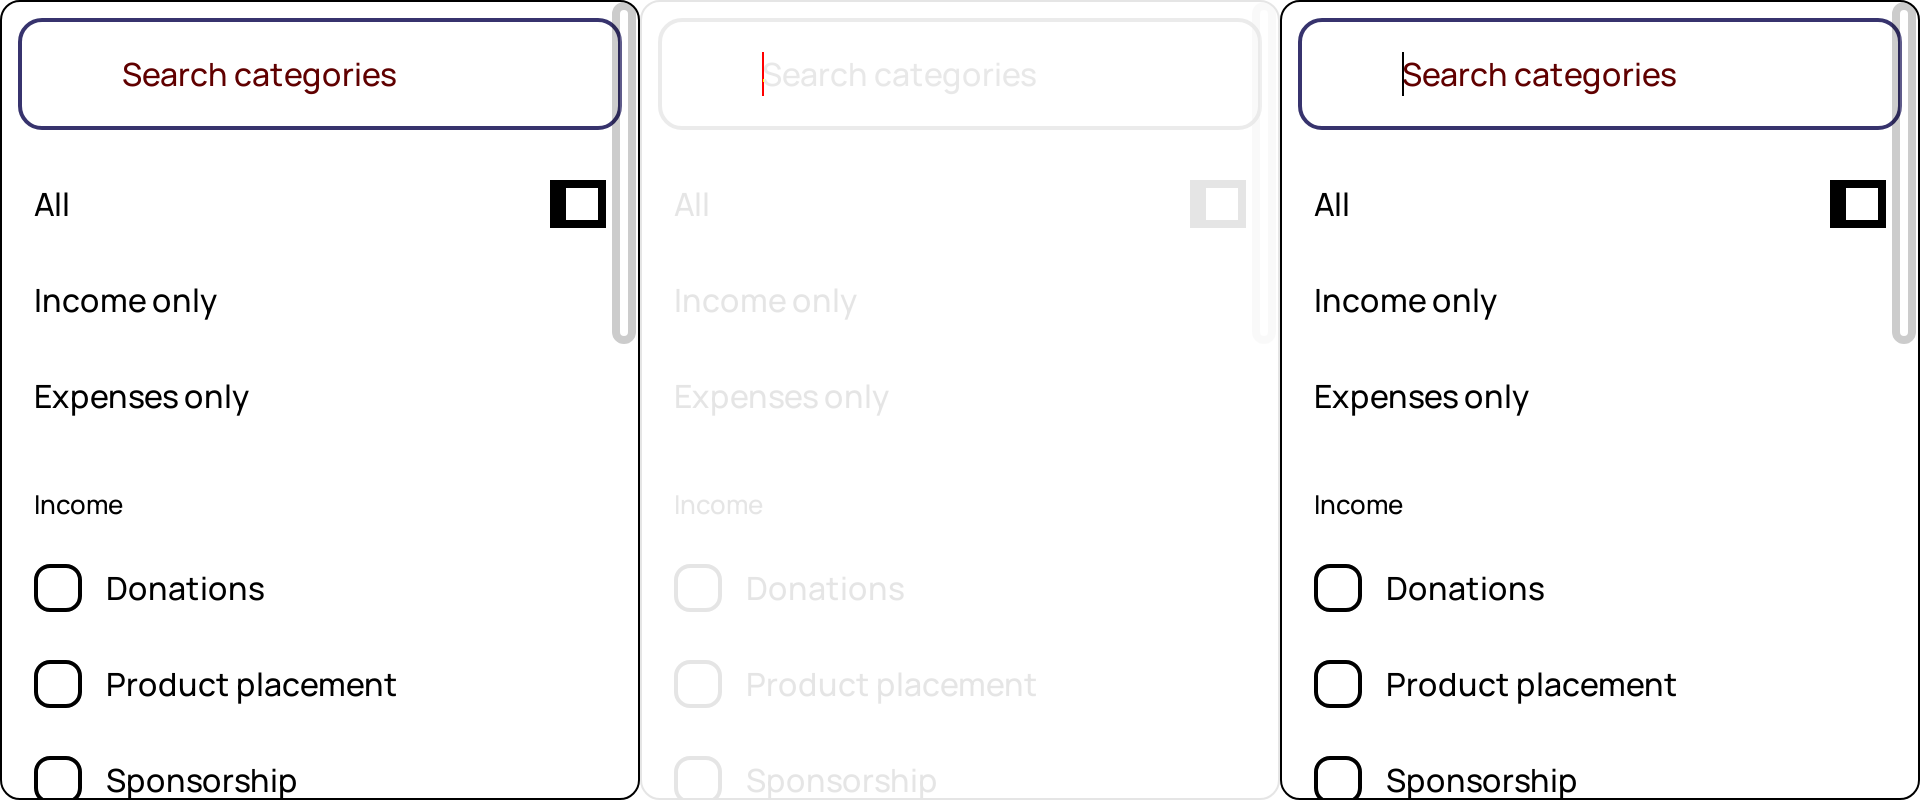 Search categories
All
Income only
Expenses only
Income
Donations
Product placement
Sponsorship
Search categories
All
Income only
Expenses only
Income
Donations
Product placement
Sponsorship
Search categories
All
Income only
Expenses only
Income
Donations
Product placement
Sponsorship